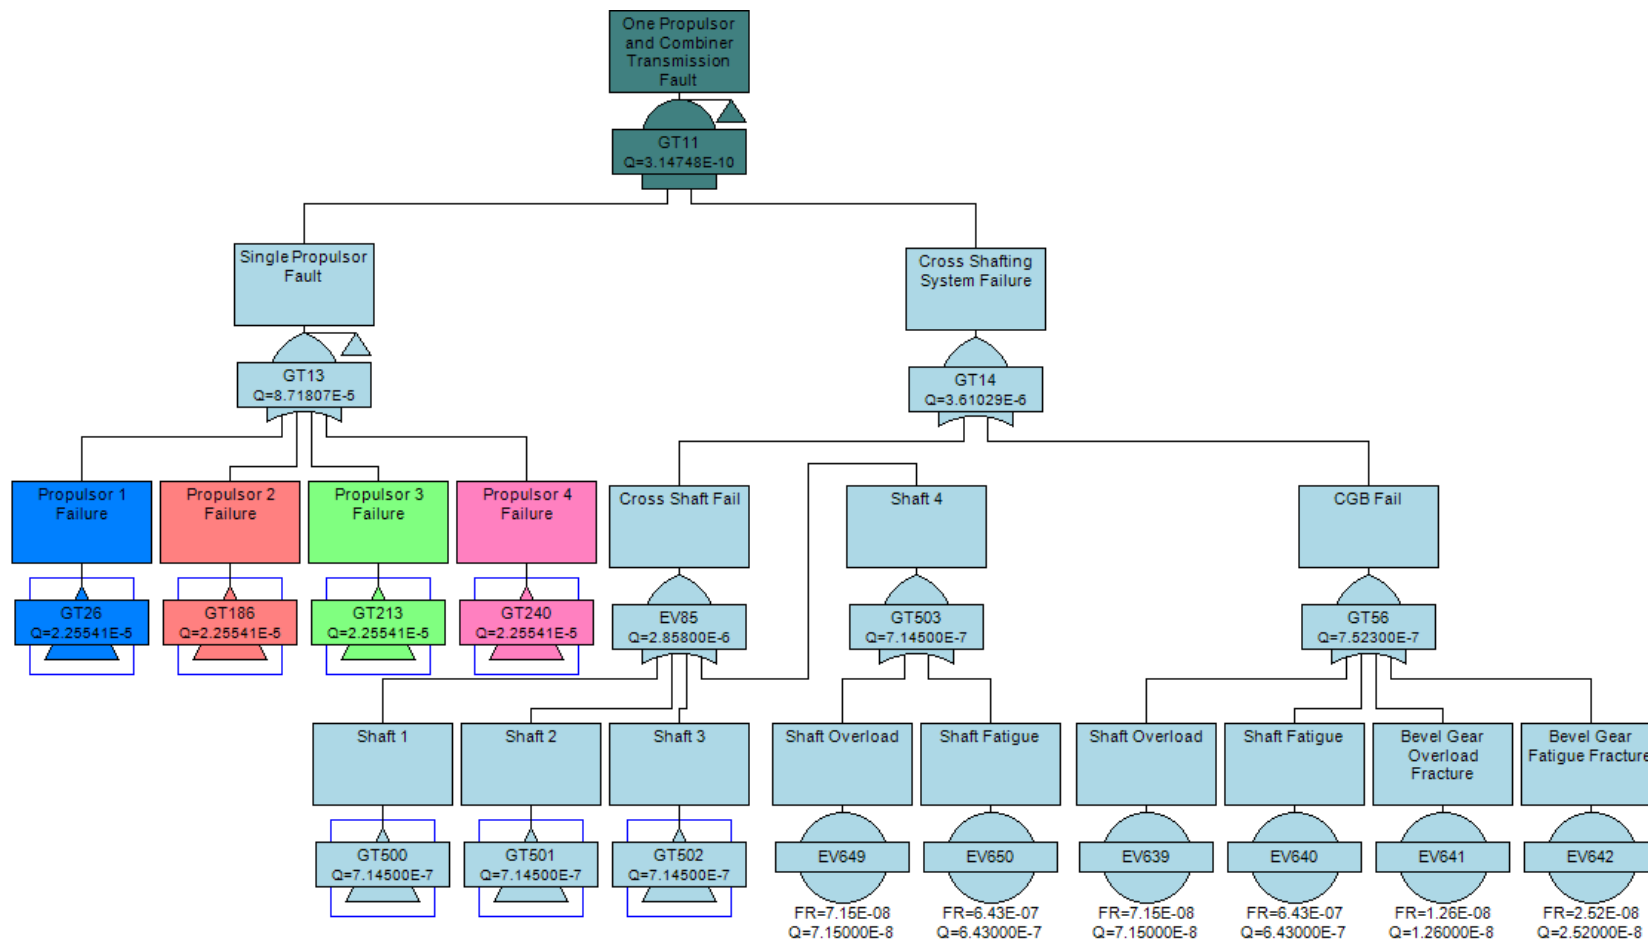 One Propulsor
and Combiner
Transmission
Fault
GT11
Q=3.14748E-10
Single Propulsor
Fault
GT13
Q=8.71807E-5
Cross Shafting
System Failure
GT14
Q=3.61029E-6
Propulsor 1
Failure
GT26
Q=2.25541E-5
Propulsor 2
Failure
GT186
Q=2.25541E-5
Propulsor 3
Failure
GT213
Q=2.25541E-5
Propulsor 4
Failure
GT240
Q=2.25541E-5
Cross Shaft Fail
EV85
Q=2.85800E-6
Shaft 4
GT503
Q=7.14500E-7
CGB Fail
GT56
Q=7.52300E-7
Shaft 1
GT500
Q=7.14500E-7
Shaft 2
GT501
Q=7.14500E-7
Shaft 3
GT502
Q=7.14500E-7
Shaft Overload
EV649
FR=7.15E-08
Q=7.15000E-8
Shaft Fatigue
EV650
FR=6.43E-07
Q=6.43000E-7
Shaft Overload
EV639
FR=7.15E-08
Q=7.15000E-8
Shaft Fatigue
EV640
FR=6.43E-07
Q=6.43000E-7
Bevel Gear
Overload
Fracture
EV641
FR=1.26E-08
Q=1.26000E-8
Bevel Gear
Fatigue Fracture
EV642
FR=2.52E-08
Q=2.52000E-8